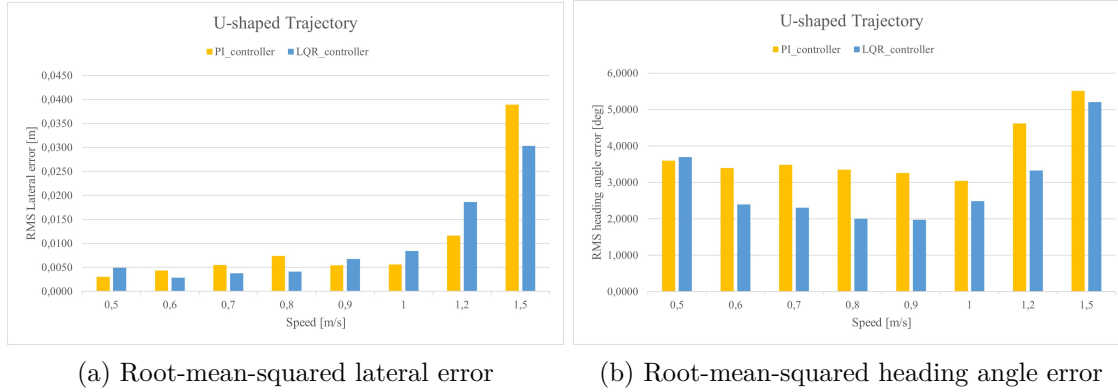 U-shaped Trajectory
PI_controller LQR_controller
RMS Lateral error [m]
0,0450
0,0400
0,0350
0,0300
0,0250
0,0200
0,0150
0,0100
0,0050
0,0000
0,5 0,6 0,7 0,8 0,9 1 1,2 1,5
Speed [m/s]
(a) Root-mean-squared lateral error
U-shaped Trajectory
PI_controller LQR_controller
RMS heading angle error [deg]
6,0000
5,0000
4,0000
3,0000
2,0000
1,0000
0,0000
0,5 0,6 0,7 0,8 0,9 1 1,2 1,5
Speed [m/s]
(b) Root-mean-squared heading angle error